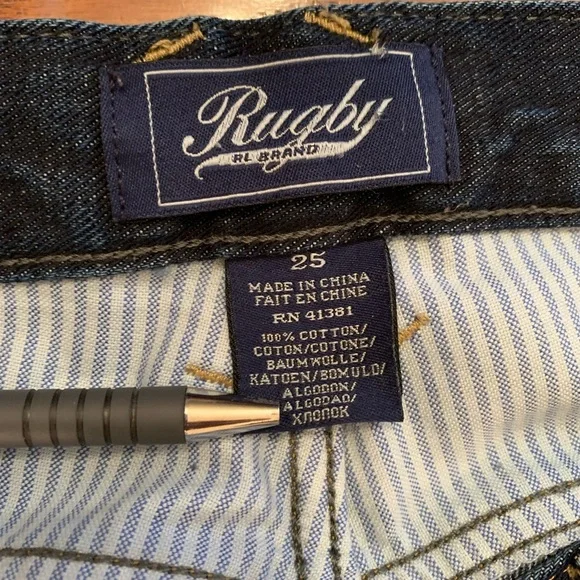 Rugby
RL BRAND
25
MADE IN CHINA
FAIT EN CHINE
RN 41381
100% COTTON/
COTON/COTONE/
BAUMWOLLE/
KATOEN/BOMULD/
ALGODON/
ALGODAO/
ХЛОПОК